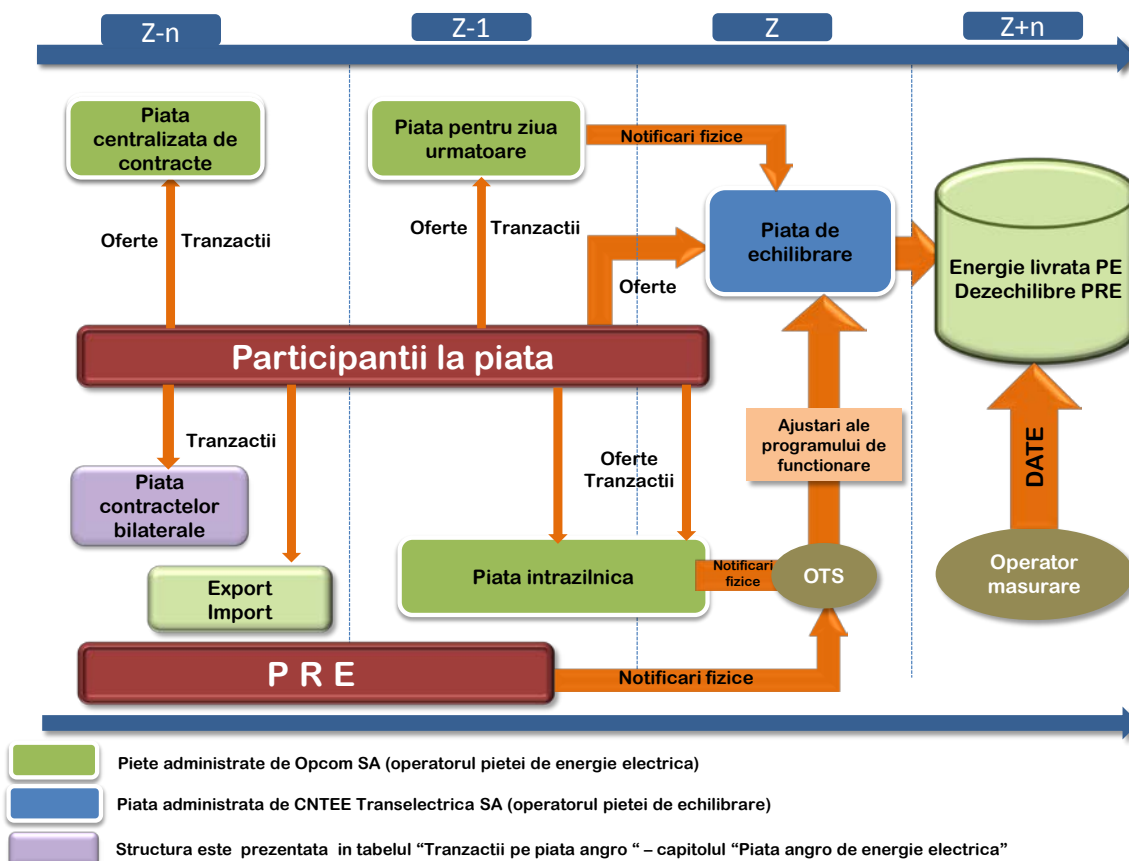 Z-n
Z-1
Z
Z+n
Piata
centralizata de
contracte
Piata pentru ziua
urmatoare
Notificari fizice
Oferte
Tranzactii
Oferte
Tranzactii
Piata de
echilibrare
Oferte
Energie livrata PE
Dezechilibre PRE
Participantii la piata
Tranzactii
Ajustari ale
programului de
functionare
Oferte
Tranzactii
DATE
Piata
contractelor
bilaterale
Piata intrazilnica
Notificari
fizice
OTS
Operator
masurare
Export
Import
P R E
Notificari fizice
Piete administrate de Opcom SA (operatorul pietei de energie electrica)
Piata administrata de CNTEE Transelectrica SA (operatorul pietei de echilibrare)
Structura este prezentata in tabelul “Tranzactii pe piata angro “ – capitolul “Piata angro de energie electrica”